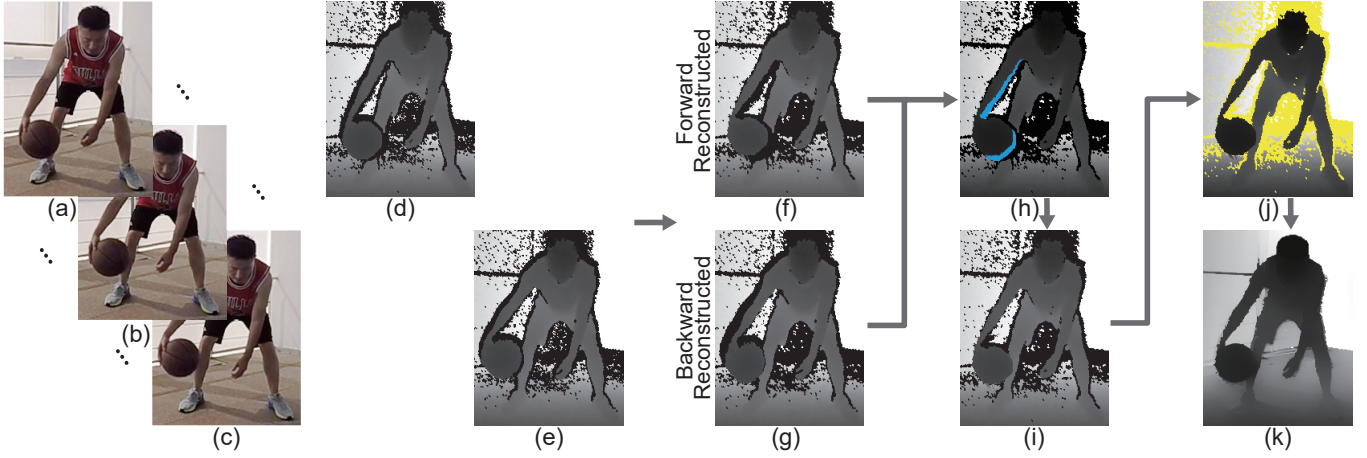 (a)
(b)
(c)
(d)
(e)
Forward
Reconstructed
(f)
Backward
Reconstructed
(g)
(h)
(i)
(j)
(k)